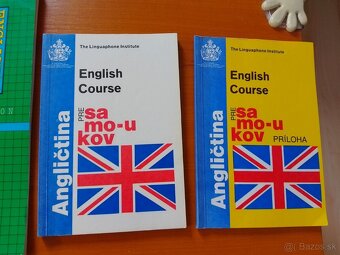 The Linguaphone Institute
English
Course
Angličtina
PRE
sa
mo-u
kov
The Linguaphone Institute
English
Course
Angličtina
PRE
sa
mo-u
kov
PRÍLOHA
bazos.sk